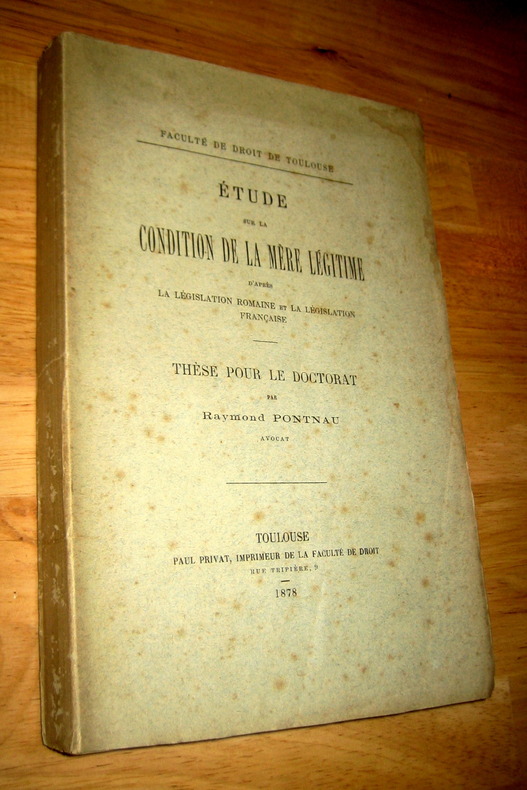 FACULTÉ DE DROIT DE TOULOUSE
ÉTUDE
SUR LA
CONDITION DE LA MÈRE LÉGITIME
D'APRÈS
LA LÉGISLATION ROMAINE ET LA LÉGISLATION
FRANÇAISE
THÈSE POUR LE DOCTORAT
PAR
Raymond PONTNAU
AVOCAT
TOULOUSE
PAUL PRIVAT, IMPRIMEUR DE LA FACULTÉ DE DROIT
RUE TRIPIÈRE, 9
1878